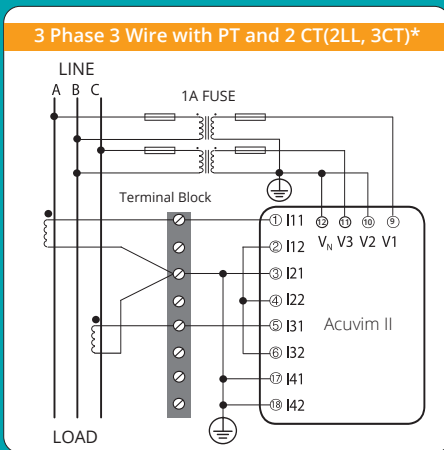 3 Phase 3 Wire with PT and 2 CT(2LL, 3CT)*
LINE
A B C
1A FUSE
Terminal Block
12 11 10 9
VN V3 V2 V1
1 I11
2 I12
3 I21
4 I22
5 I31
6 I32
17 I41
18 I42
Acuvim II
LOAD